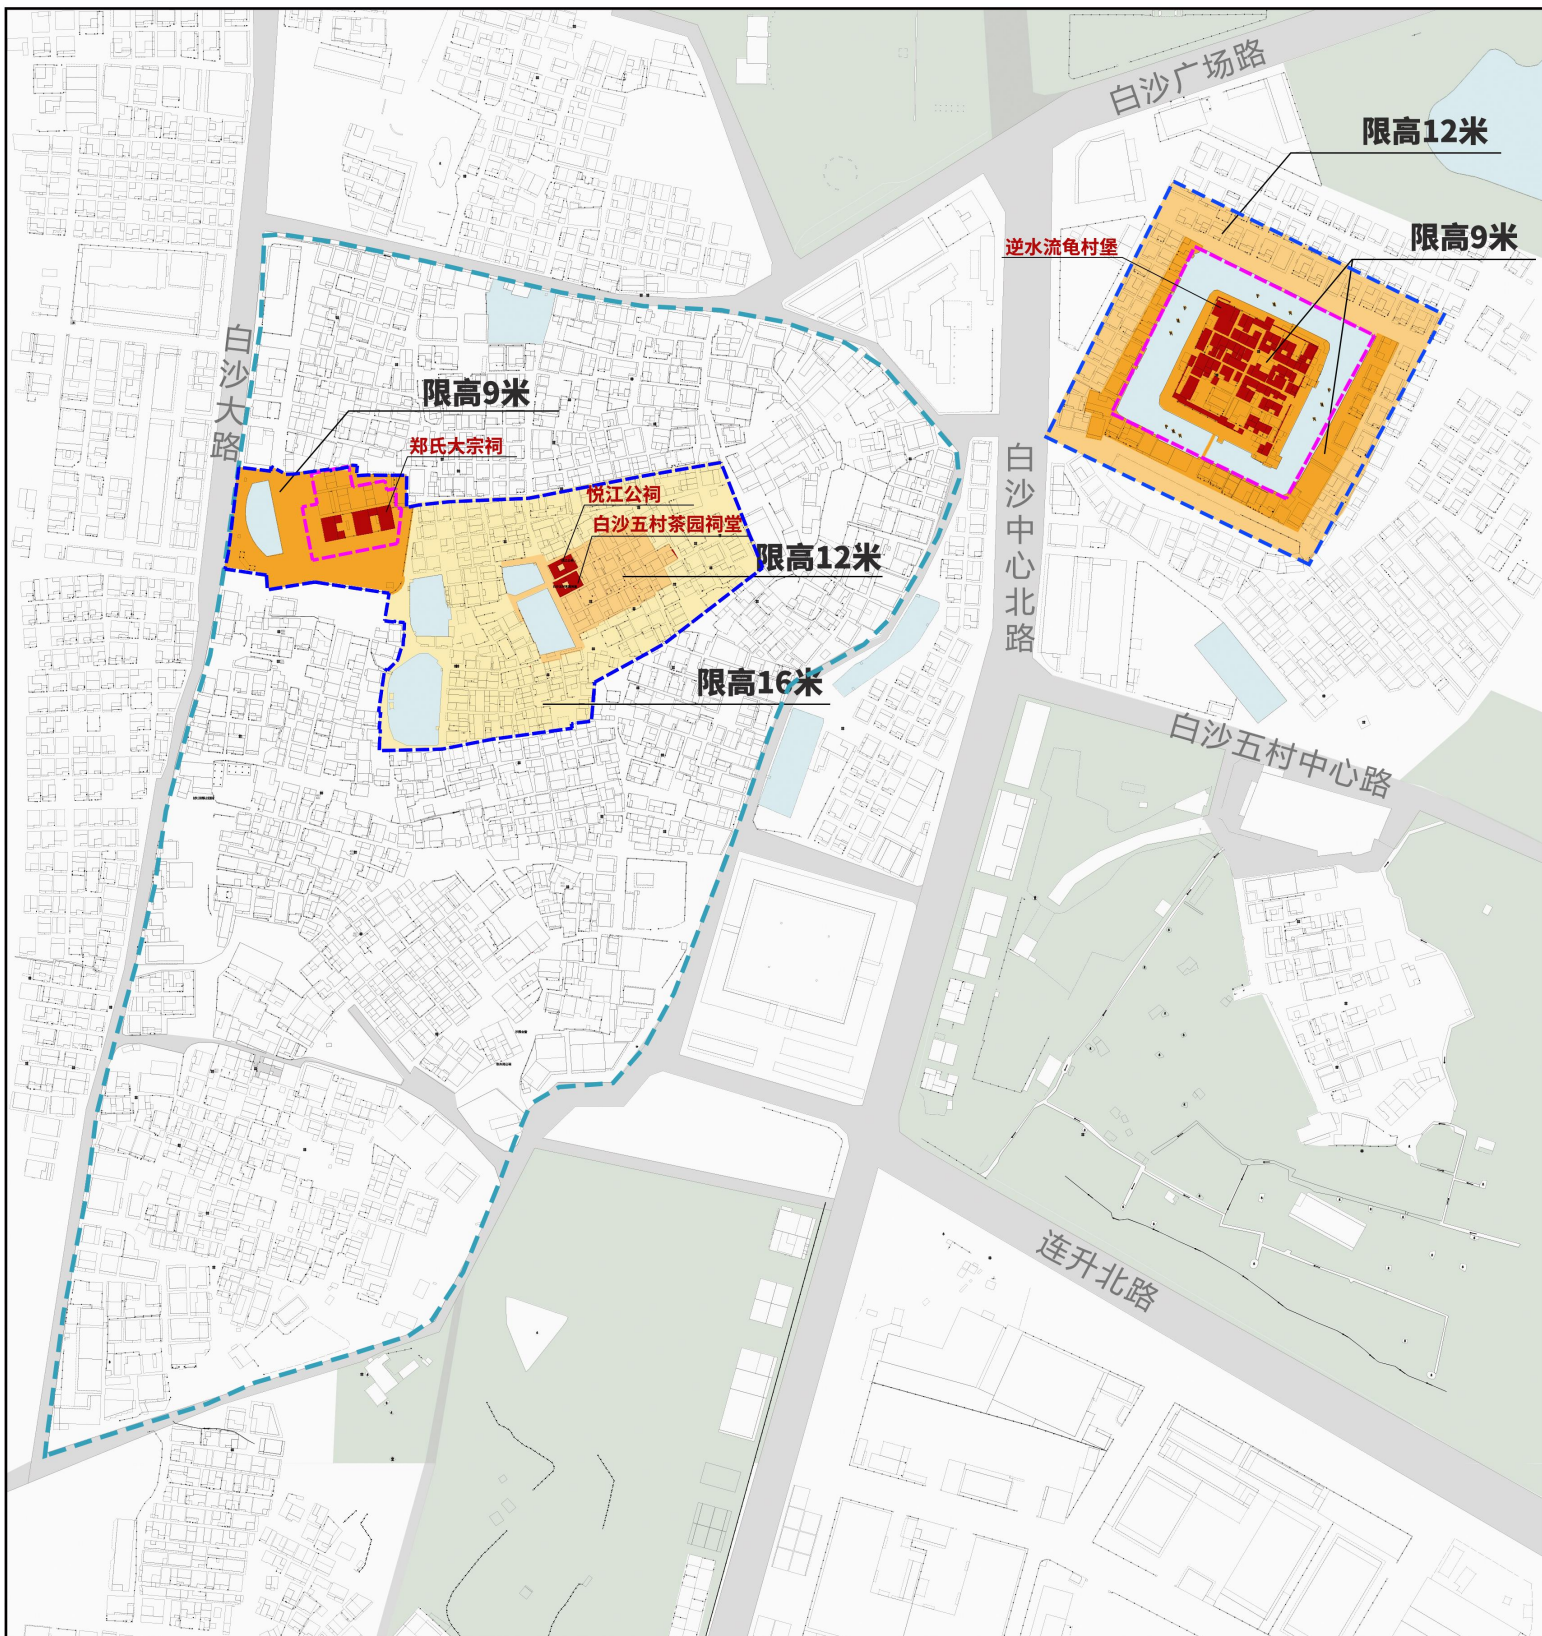 白沙广场路
限高12米
限高9米
逆水流龟村堡
白沙大路
限高9米
郑氏大宗祠
悦江公祠
白沙五村茶园祠堂
限高12米
白沙中心北路
限高16米
白沙五村中心路
连升北路